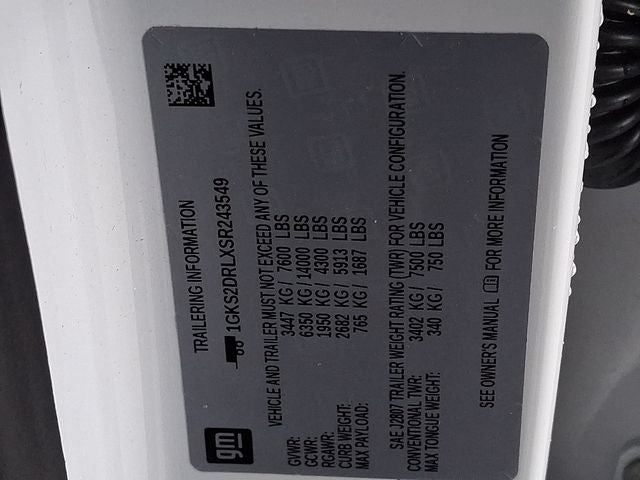 gm
TRAILERING INFORMATION
1GKS2DRLXSR243549
VEHICLE AND TRAILER MUST NOT EXCEED ANY OF THESE VALUES.
GVWR: 3447 KG/ 7600 LBS
GCWR: 6350 KG/ 14000 LBS
RGAWR: 1950 KG/ 4300 LBS
CURB WEIGHT: 2682 KG/ 5913 LBS
MAX PAYLOAD: 765 KG/ 1687 LBS
SAE J2807 TRAILER WEIGHT RATING (TWR) FOR VEHICLE CONFIGURATION.
CONVENTIONAL TWR: 3402 KG/ 7500 LBS
MAX TONGUE WEIGHT: 340 KG/ 750 LBS
SEE OWNER'S MANUAL FOR MORE INFORMATION